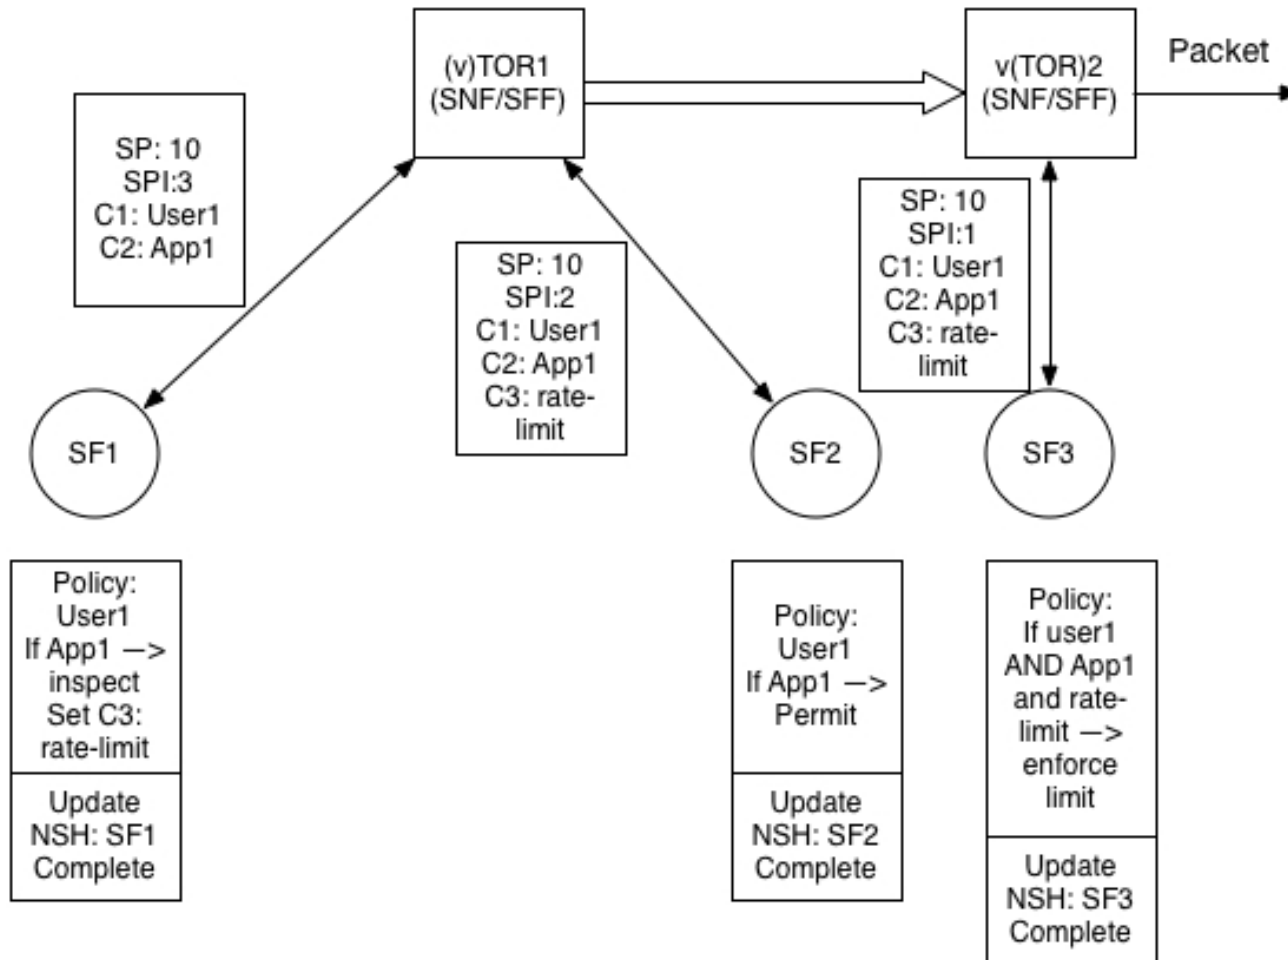 (v)TOR1
(SNF/SFF)
v(TOR)2
(SNF/SFF)
Packet
SP: 10
SPI:3
C1: User1
C2: App1
SP: 10
SPI:2
C1: User1
C2: App1
C3: rate-
limit
SP: 10
SPI:1
C1: User1
C2: App1
C3: rate-
limit
SF1
SF2
SF3
Policy:
User1
If App1 —>
inspect
Set C3:
rate-limit
Update
NSH: SF1
Complete
Policy:
User1
If App1 —>
Permit
Update
NSH: SF2
Complete
Policy:
If user1
AND App1
and rate-
limit —>
enforce
limit
Update
NSH: SF3
Complete